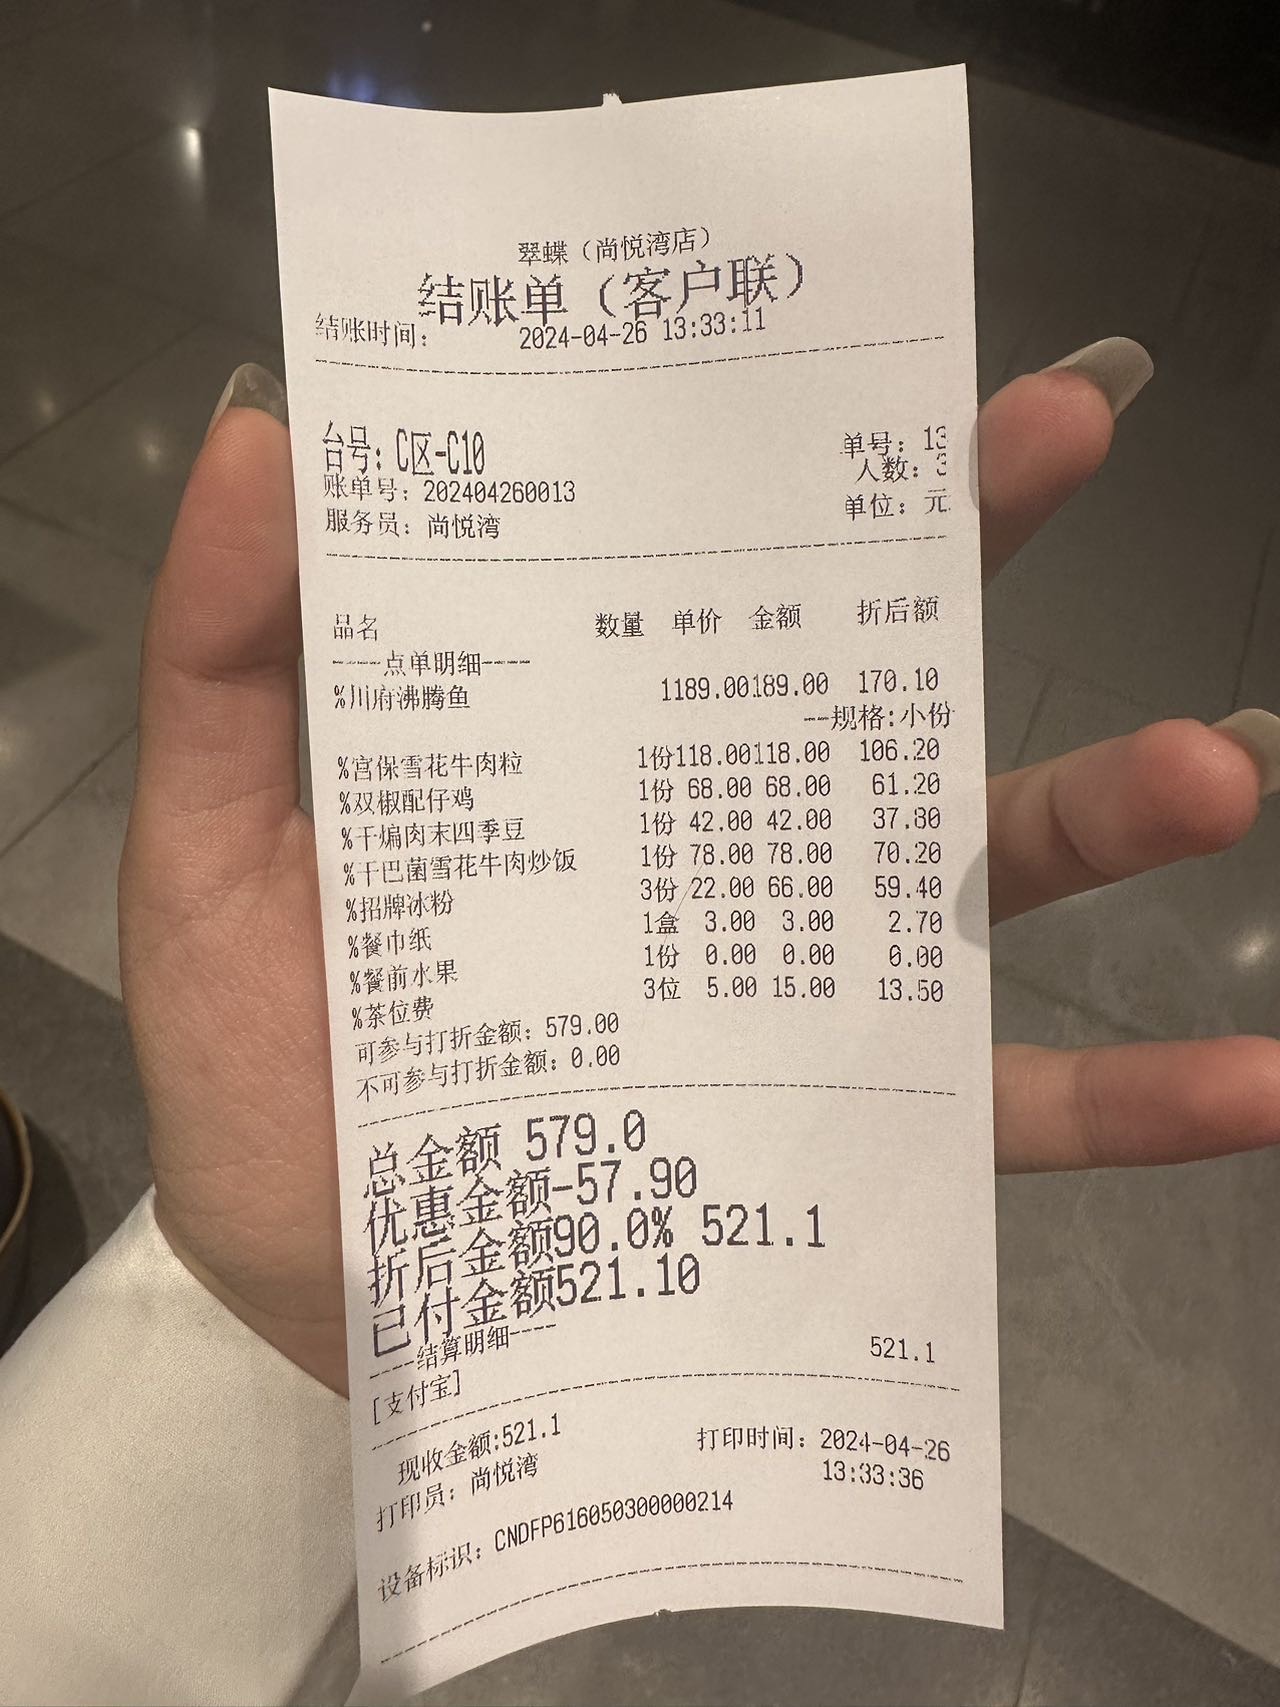 翠蝶（尚悦湾店）
结账单（客户联）
结账时间： 2024-04-26 13:33:11
台号：C区-C10 单号：13
人数：3
账单号：202404260013
服务员：尚悦湾 单位：元
品名 数量 单价 金额 折后额
----点单明细----
%川府沸腾鱼 1189.00189.00 170.10
--规格:小份
%宫保雪花牛肉粒 1份118.00118.00 106.20
%双椒配仔鸡 1份 68.00 68.00 61.20
%干煸肉末四季豆 1份 42.00 42.00 37.80
%干巴菌雪花牛肉炒饭 1份 78.00 78.00 70.20
%招牌冰粉 3份 22.00 66.00 59.40
%餐巾纸 1盒 3.00 3.00 2.70
%餐前水果 1份 0.00 0.00 0.00
%茶位费 3位 5.00 15.00 13.50
可参与打折金额：579.00
不可参与打折金额：0.00
总金额 579.0
优惠金额-57.90
折后金额90.0% 521.1
已付金额521.10
----结算明细----
[支付宝] 521.1
现收金额:521.1
打印员：尚悦湾 打印时间：2024-04-26
13:33:36
设备标识：CNDFP616050300000214